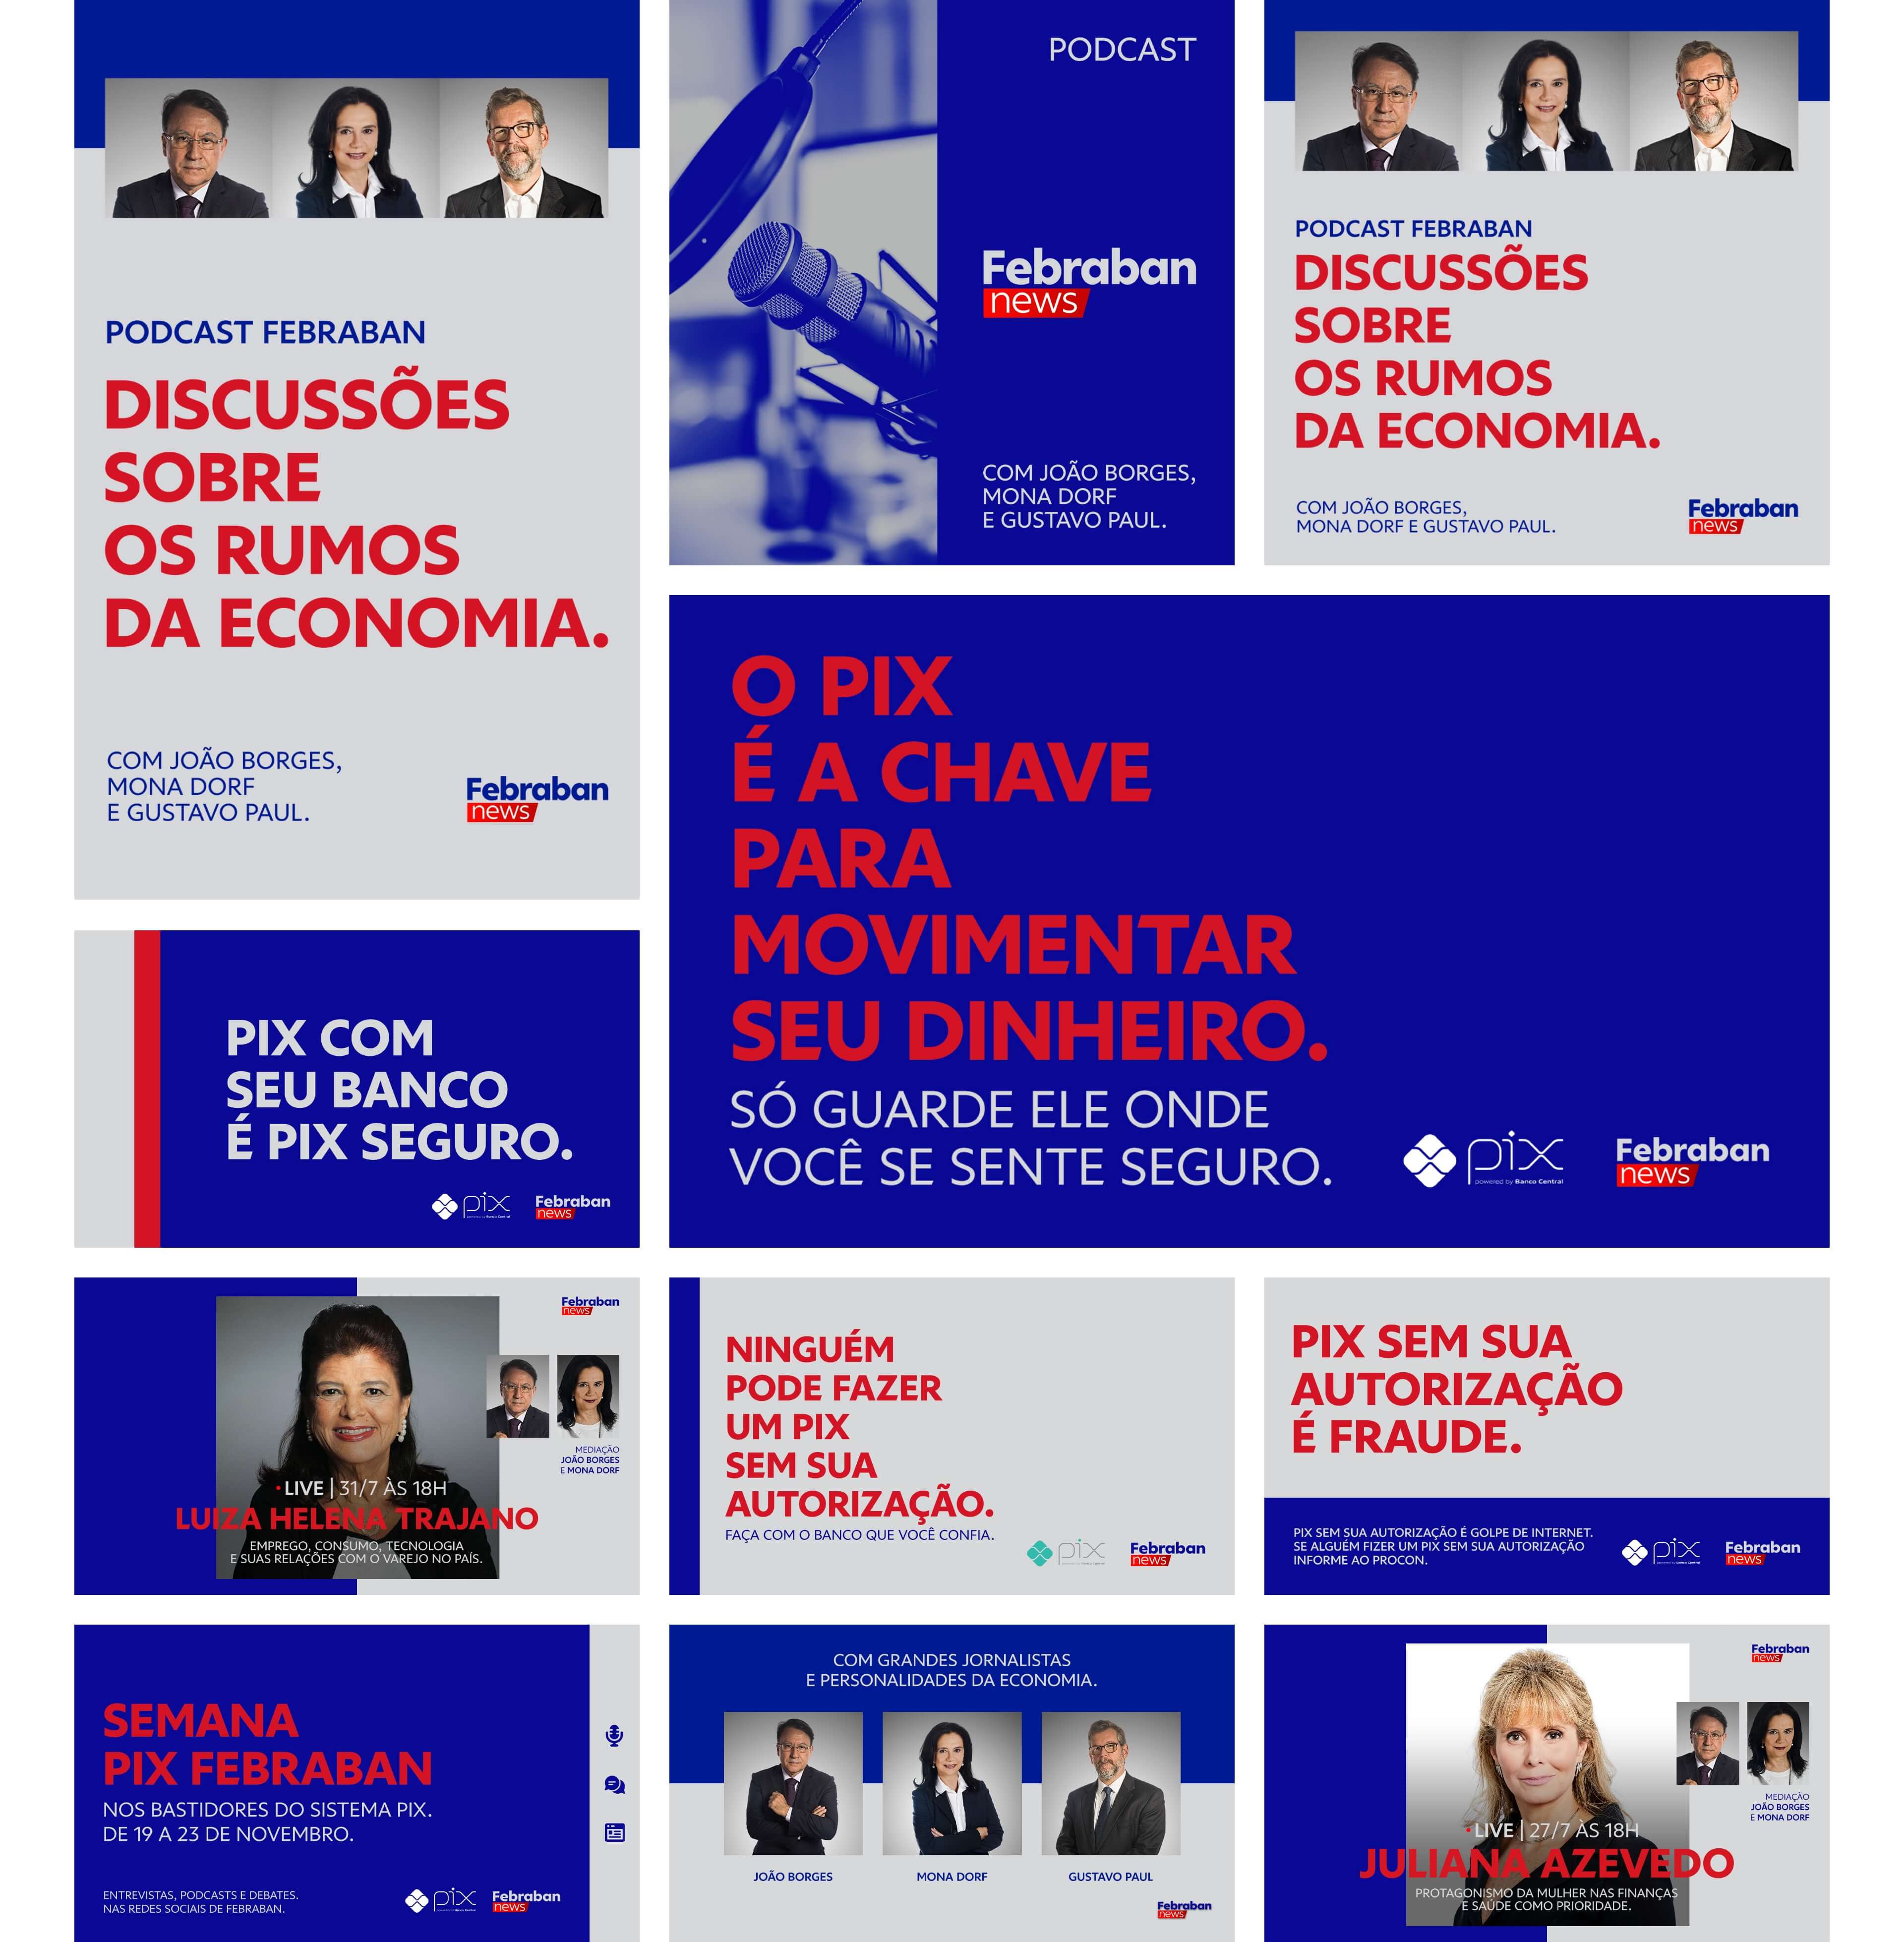 PODCAST FEBRABAN
DISCUSSÕES
SOBRE
OS RUMOS
DA ECONOMIA.
COM JOÃO BORGES,
MONA DORF
E GUSTAVO PAUL.
Febraban
news
PODCAST
Febraban
news
COM JOÃO BORGES,
MONA DORF
E GUSTAVO PAUL.
PODCAST FEBRABAN
DISCUSSÕES
SOBRE
OS RUMOS
DA ECONOMIA.
COM JOÃO BORGES,
MONA DORF E GUSTAVO PAUL.
Febraban
news
O PIX
É A CHAVE
PARA
MOVIMENTAR
SEU DINHEIRO.
SÓ GUARDE ELE ONDE
VOCÊ SE SENTE SEGURO.
pix
powered by Banco Central
Febraban
news
PIX COM
SEU BANCO
É PIX SEGURO.
pix
powered by Banco Central
Febraban
news
Febraban
news
MEDIAÇÃO
JOÃO BORGES
E MONA DORF
LIVE | 31/7 ÀS 18H
LUIZA HELENA TRAJANO
EMPREGO, CONSUMO, TECNOLOGIA
E SUAS RELAÇÕES COM O VAREJO NO PAÍS.
NINGUÉM
PODE FAZER
UM PIX
SEM SUA
AUTORIZAÇÃO.
FAÇA COM O BANCO QUE VOCÊ CONFIA.
pix
Febraban
news
PIX SEM SUA
AUTORIZAÇÃO
É FRAUDE.
PIX SEM SUA AUTORIZAÇÃO É GOLPE DE INTERNET.
SE ALGUÉM FIZER UM PIX SEM SUA AUTORIZAÇÃO
INFORME AO PROCON.
pix
Febraban
news
SEMANA
PIX FEBRABAN
NOS BASTIDORES DO SISTEMA PIX.
DE 19 A 23 DE NOVEMBRO.
ENTREVISTAS, PODCASTS E DEBATES.
NAS REDES SOCIAIS DE FEBRABAN.
pix
Febraban
news
COM GRANDES JORNALISTAS
E PERSONALIDADES DA ECONOMIA.
JOÃO BORGES
MONA DORF
GUSTAVO PAUL
Febraban
news
Febraban
news
MEDIAÇÃO
JOÃO BORGES
E MONA DORF
LIVE | 27/7 ÀS 18H
JULIANA AZEVEDO
PROTAGONISMO DA MULHER NAS FINANÇAS
E SAÚDE COMO PRIORIDADE.